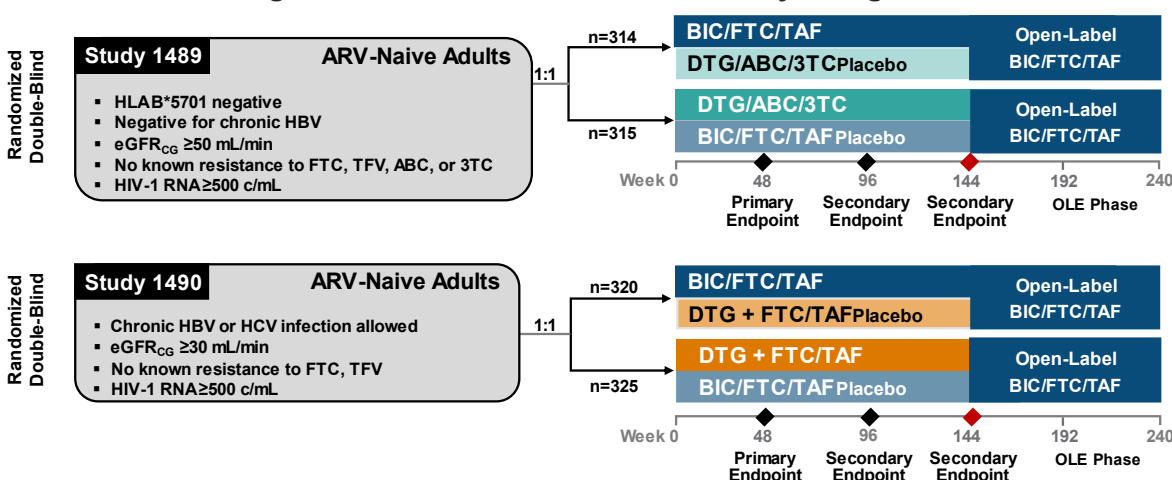 Randomized
Double-Blind
Study 1489
ARV-Naive Adults
▪ HLAB*5701 negative
▪ Negative for chronic HBV
▪ eGFRCG ≥50 mL/min
▪ No known resistance to FTC, TFV, ABC, or 3TC
▪ HIV-1 RNA≥500 c/mL
1:1
n=314
n=315
BIC/FTC/TAF
DTG/ABC/3TCPlacebo
Open-Label
BIC/FTC/TAF
DTG/ABC/3TC
BIC/FTC/TAFPlacebo
Open-Label
BIC/FTC/TAF
Week 0 48 96 144 192 240
Primary
Endpoint
Secondary
Endpoint
Secondary
Endpoint
OLE Phase
Randomized
Double-Blind
Study 1490
ARV-Naive Adults
▪ Chronic HBV or HCV infection allowed
▪ eGFRCG ≥30 mL/min
▪ No known resistance to FTC, TFV
▪ HIV-1 RNA≥500 c/mL
1:1
n=320
n=325
BIC/FTC/TAF
DTG + FTC/TAFPlacebo
Open-Label
BIC/FTC/TAF
DTG + FTC/TAF
BIC/FTC/TAFPlacebo
Open-Label
BIC/FTC/TAF
Week 0 48 96 144 192 240
Primary
Endpoint
Secondary
Endpoint
Secondary
Endpoint
OLE Phase